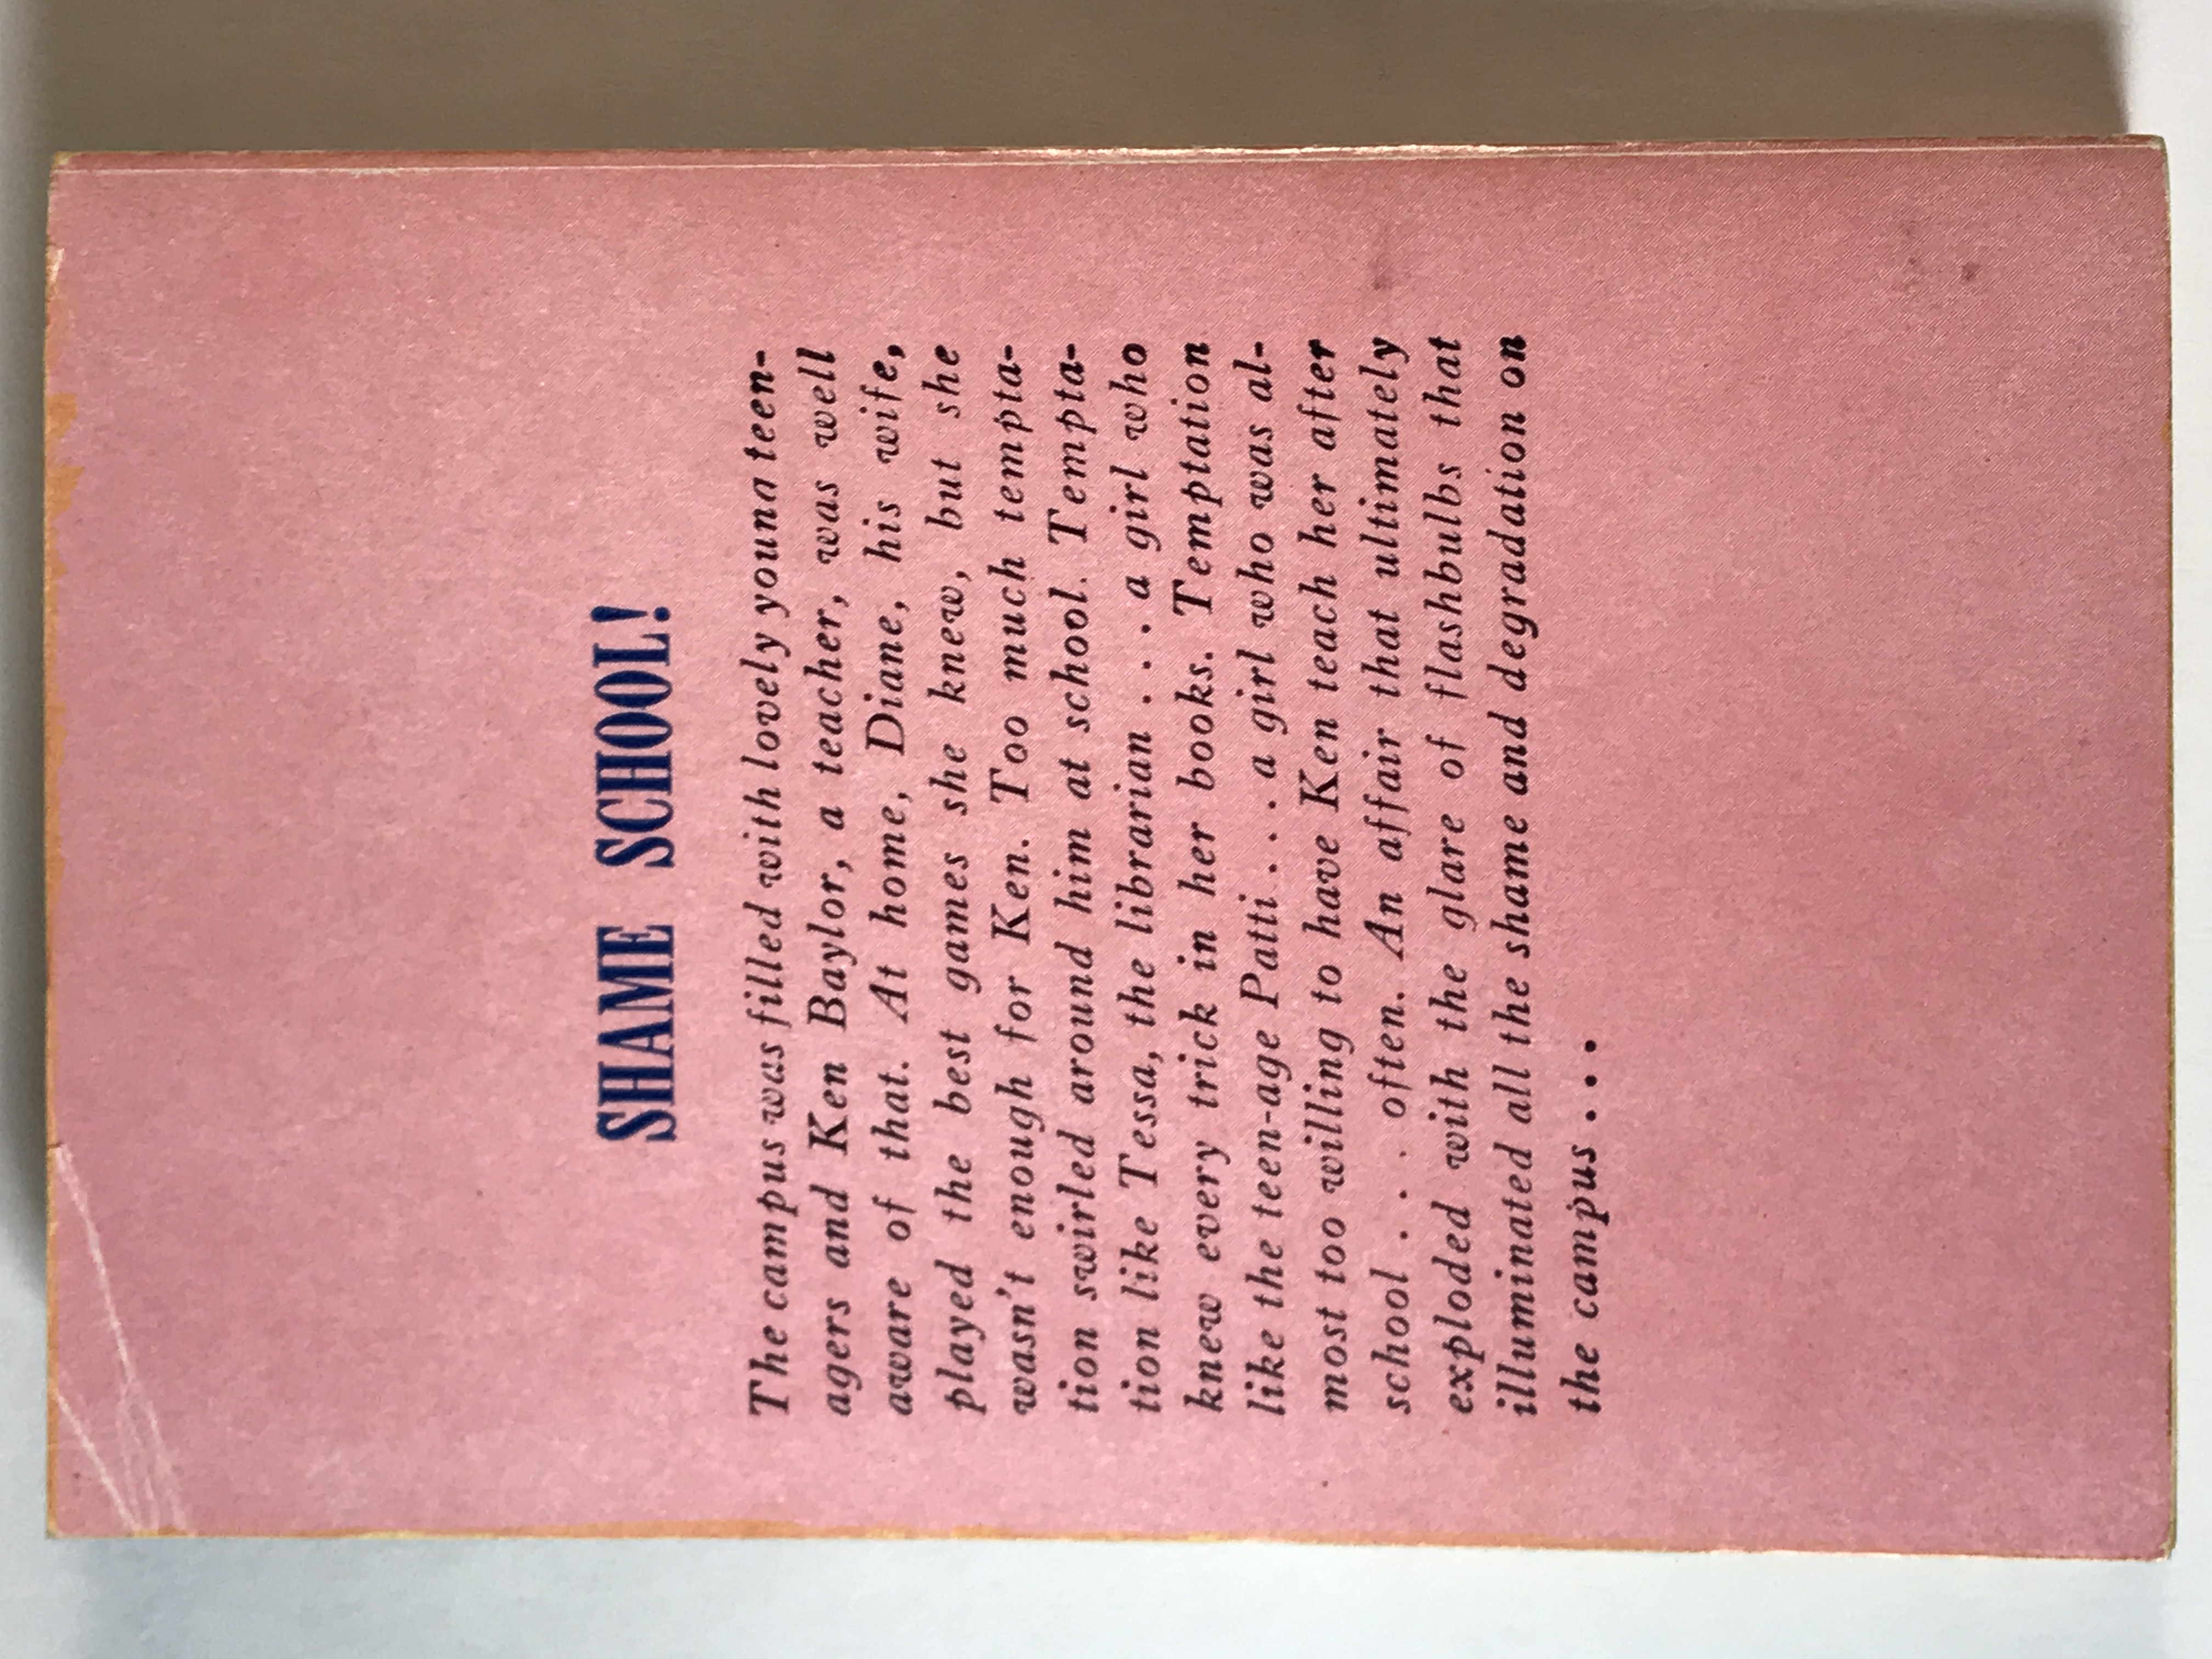 SHAME SCHOOL!
The campus was filled with lovely young teen-
agers and Ken Baylor, a teacher, was well
aware of that. At home, Diane, his wife,
played the best games she knew, but she
wasn't enough for Ken. Too much tempta-
tion swirled around him at school. Tempta-
tion like Tessa, the librarian . . . a girl who
knew every trick in her books. Temptation
like the teen-age Patti . . . a girl who was al-
most too willing to have Ken teach her after
school . . . often. An affair that ultimately
exploded with the glare of flashbulbs that
illuminated all the shame and degradation on
the campus . . . .